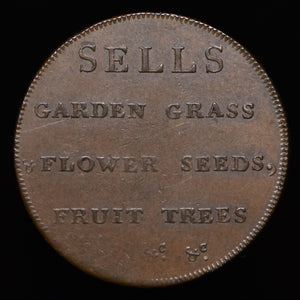 SELLS
GARDEN GRASS
& FLOWER SEEDS,
FRUIT TREES
&c &c